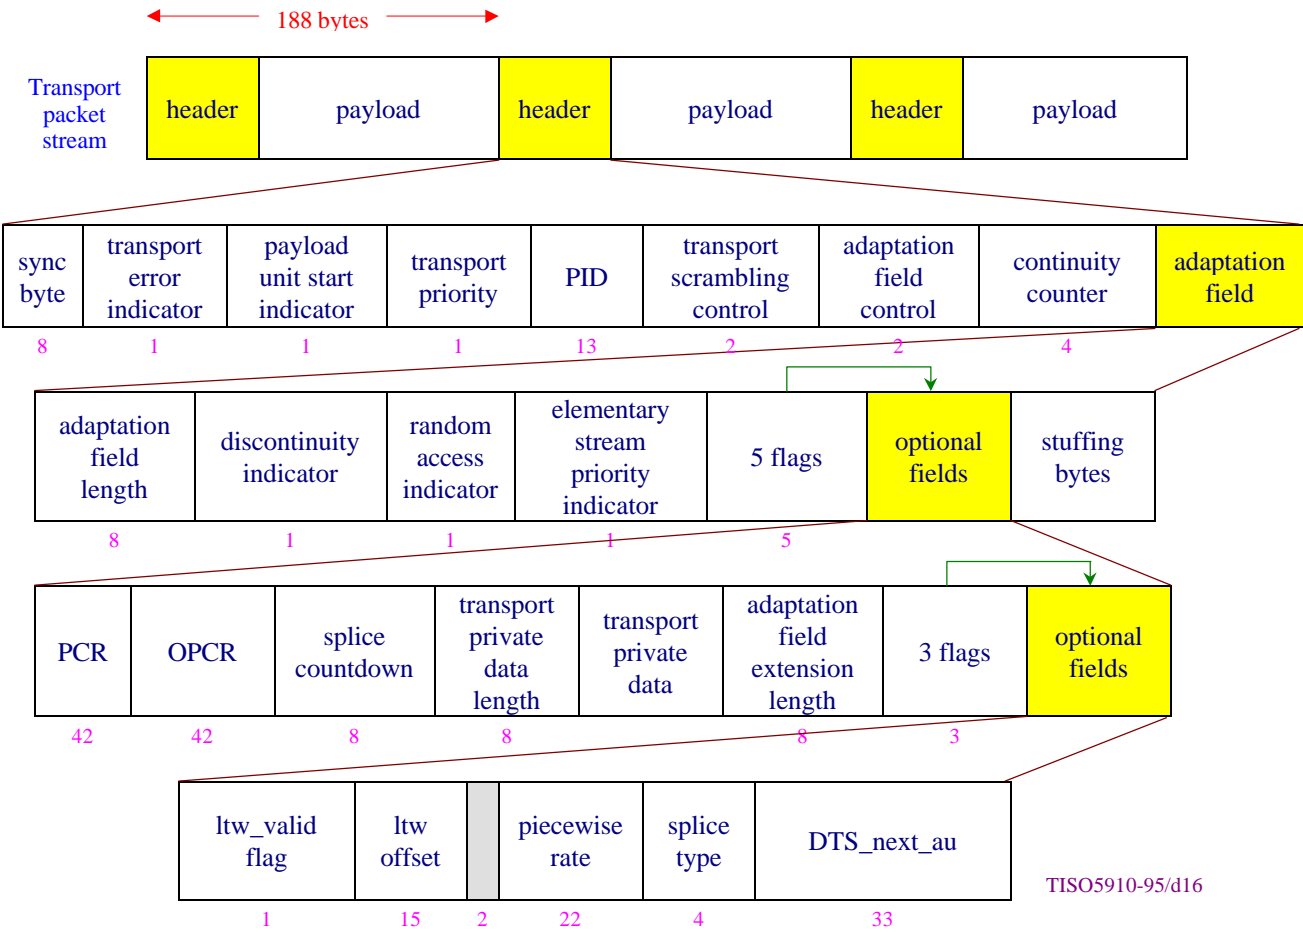 188 bytes
Transport
packet
stream
header
payload
header
payload
header
payload
sync
byte
transport
error
indicator
payload
unit start
indicator
transport
priority
PID
transport
scrambling
control
adaptation
field
control
continuity
counter
adaptation
field
8
1
1
1
13
2
2
4
adaptation
field
length
discontinuity
indicator
random
access
indicator
elementary
stream
priority
indicator
5 flags
optional
fields
stuffing
bytes
8
1
1
1
5
PCR
OPCR
splice
countdown
transport
private
data
length
transport
private
data
adaptation
field
extension
length
3 flags
optional
fields
42
42
8
8
8
3
ltw_valid
flag
ltw
offset
piecewise
rate
splice
type
DTS_next_au
1
15
2
22
4
33
TISO5910-95/d16